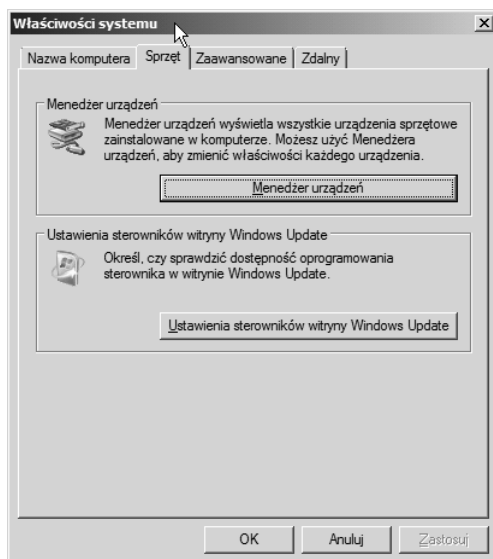 Właściwości systemu
Nazwa komputera Sprzęt Zaawansowane Zdalny
Menedżer urządzeń
Menedżer urządzeń wyświetla wszystkie urządzenia sprzętowe
zainstalowane w komputerze. Możesz użyć Menedżera
urządzeń, aby zmienić właściwości każdego urządzenia.
Menedżer urządzeń
Ustawienia sterowników witryny Windows Update
Określ, czy sprawdzić dostępność oprogramowania
sterownika w witrynie Windows Update.
Ustawienia sterowników witryny Windows Update
OK Anuluj Zastosuj